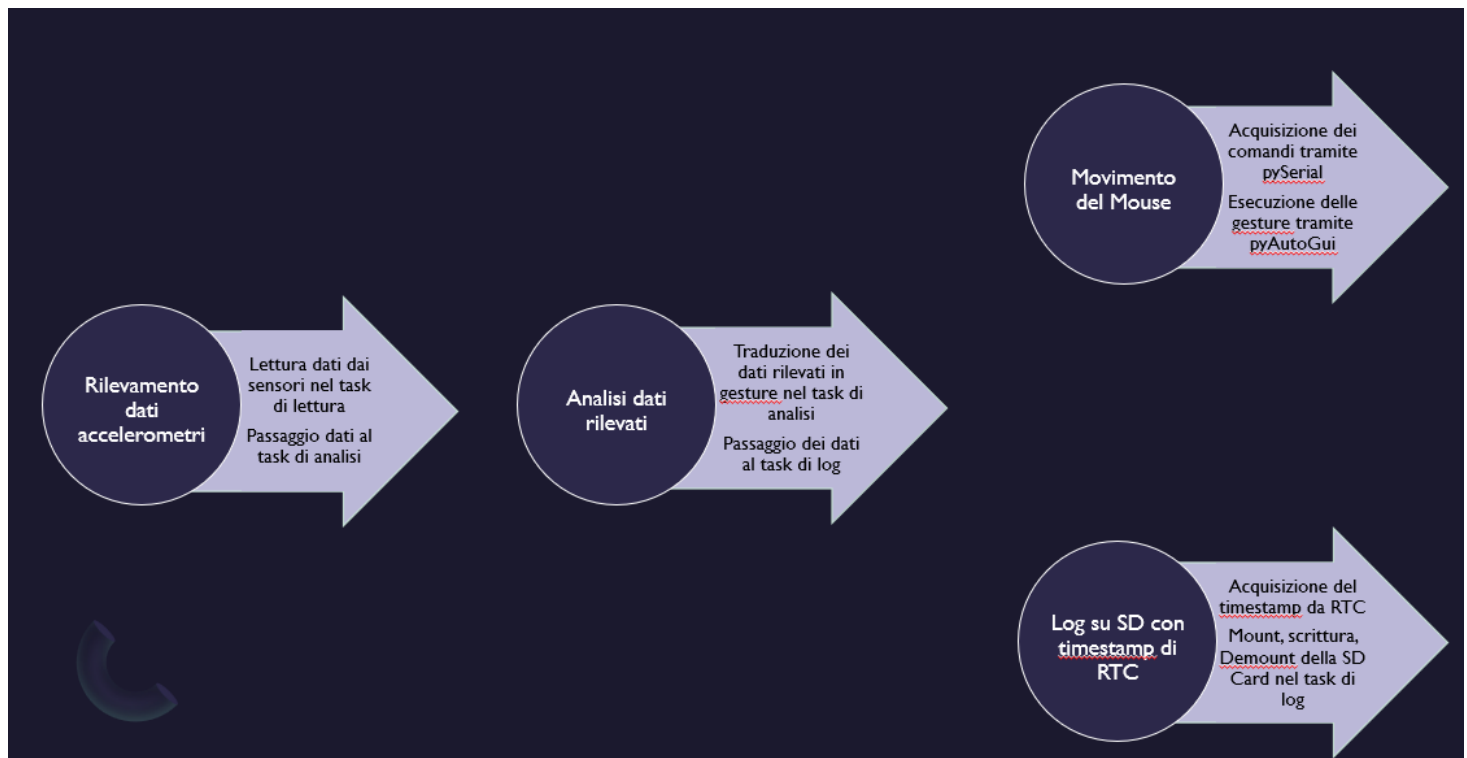 Rilevamento
dati
accelerometri
Lettura dati dai
sensori nel task
di lettura
Passaggio dati al
task di analisi
Analisi dati
rilevati
Traduzione dei
dati rilevati in
gesture nel task di
analisi
Passaggio dei dati
al task di log
Movimento
del Mouse
Acquisizione dei
comandi tramite
pySerial
Esecuzione delle
gesture tramite
pyAutoGui
Log su SD con
timestamp di
RTC
Acquisizione del
timestamp da RTC
Mount, scrittura,
Demount della SD
Card nel task di
log